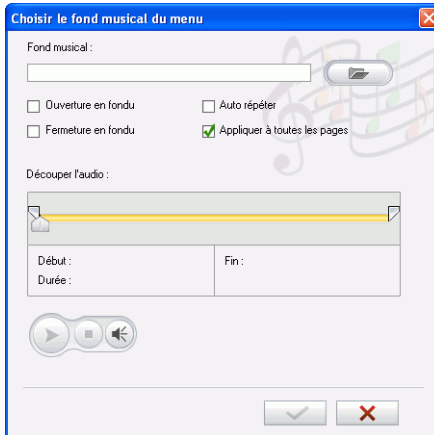 Choisir le fond musical du menu
Fond musical :
Ouverture en fondu
Auto répéter
Fermeture en fondu
Appliquer à toutes les pages
Découper l'audio :
Début :
Fin :
Durée :